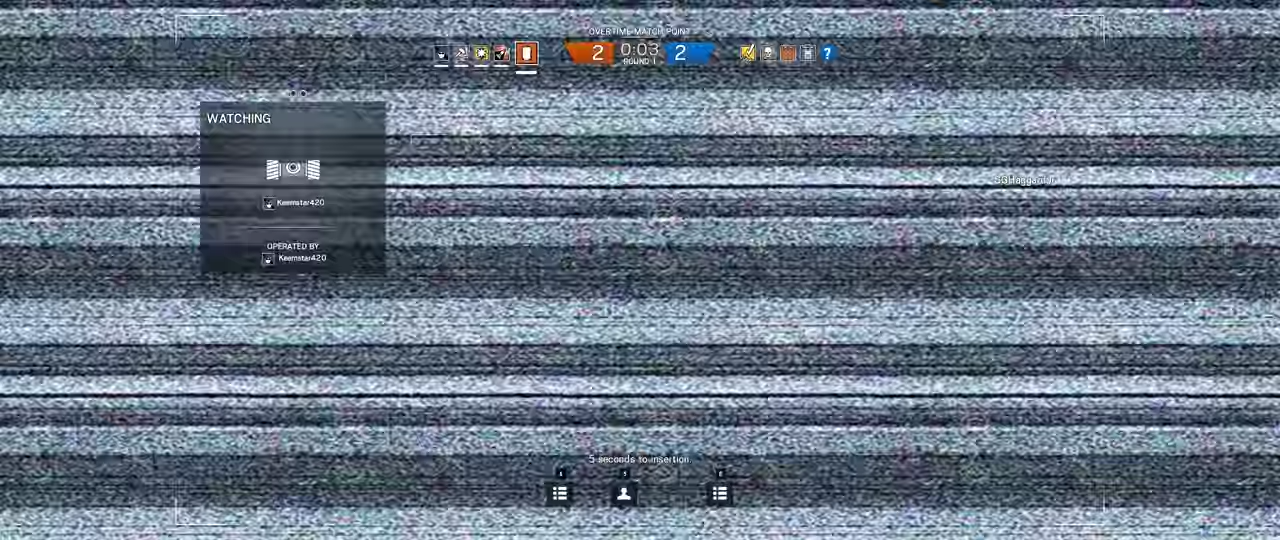 OVERTIME MATCH POINT
2 0:03 2
ROUND 1
?
WATCHING
Keemstar420
OPERATED BY
Keemstar420
5 seconds to insertion.